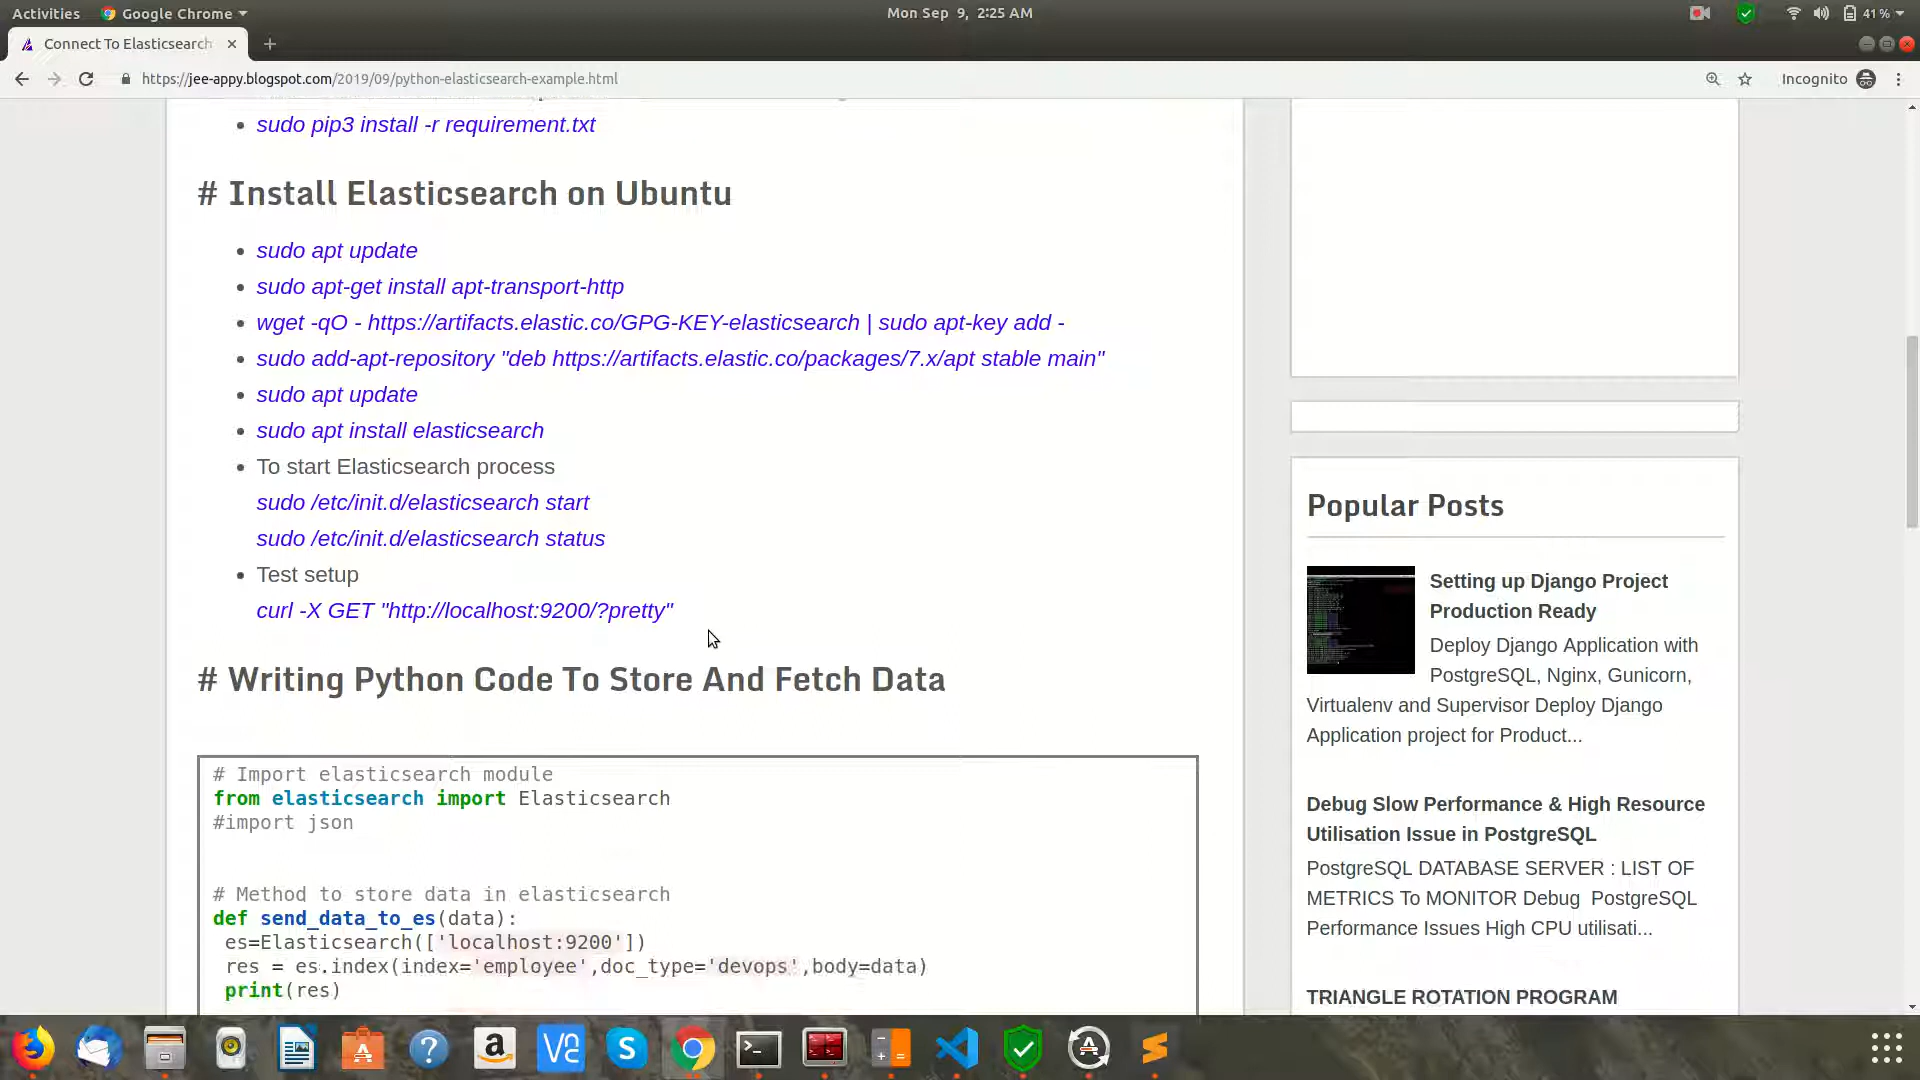 Activities
Google Chrome
Mon Sep 9, 2:25 AM
41 %
Connect To Elasticsearch
https://jee-appy.blogspot.com/2019/09/python-elasticsearch-example.html
Incognito
sudo pip3 install -r requirement.txt
# Install Elasticsearch on Ubuntu
sudo apt update
sudo apt-get install apt-transport-http
wget -qO - https://artifacts.elastic.co/GPG-KEY-elasticsearch | sudo apt-key add -
sudo add-apt-repository "deb https://artifacts.elastic.co/packages/7.x/apt stable main"
sudo apt update
sudo apt install elasticsearch
To start Elasticsearch process
sudo /etc/init.d/elasticsearch start
sudo /etc/init.d/elasticsearch status
Test setup
curl -X GET "http://localhost:9200/?pretty"
# Writing Python Code To Store And Fetch Data
# Import elasticsearch module
from elasticsearch import Elasticsearch
#import json
# Method to store data in elasticsearch
def send_data_to_es(data):
es=Elasticsearch(['localhost:9200'])
res = es.index(index='employee',doc_type='devops',body=data)
print(res)
Popular Posts
Setting up Django Project
Production Ready
Deploy Django Application with
PostgreSQL, Nginx, Gunicorn,
Virtualenv and Supervisor Deploy Django
Application project for Product...
Debug Slow Performance & High Resource
Utilisation Issue in PostgreSQL
PostgreSQL DATABASE SERVER : LIST OF
METRICS To MONITOR Debug  PostgreSQL
Performance Issues High CPU utilisati...
TRIANGLE ROTATION PROGRAM